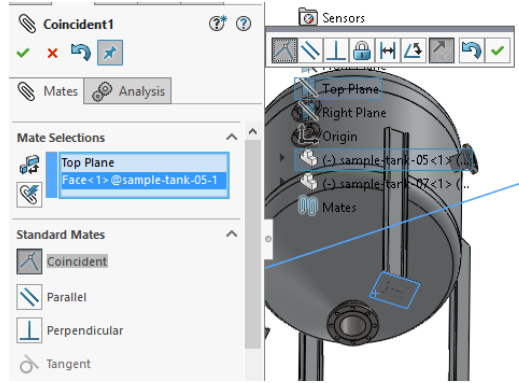 Coincident1
Mates
Analysis
Mate Selections
Top Plane
Face<1>@sample-tank-05-1
Standard Mates
Coincident
Parallel
Perpendicular
Tangent
Sensors
Top Plane
Right Plane
Origin
(-) sample-tank-05<1> (...
(-) sample-tank-07<1> (...
Mates